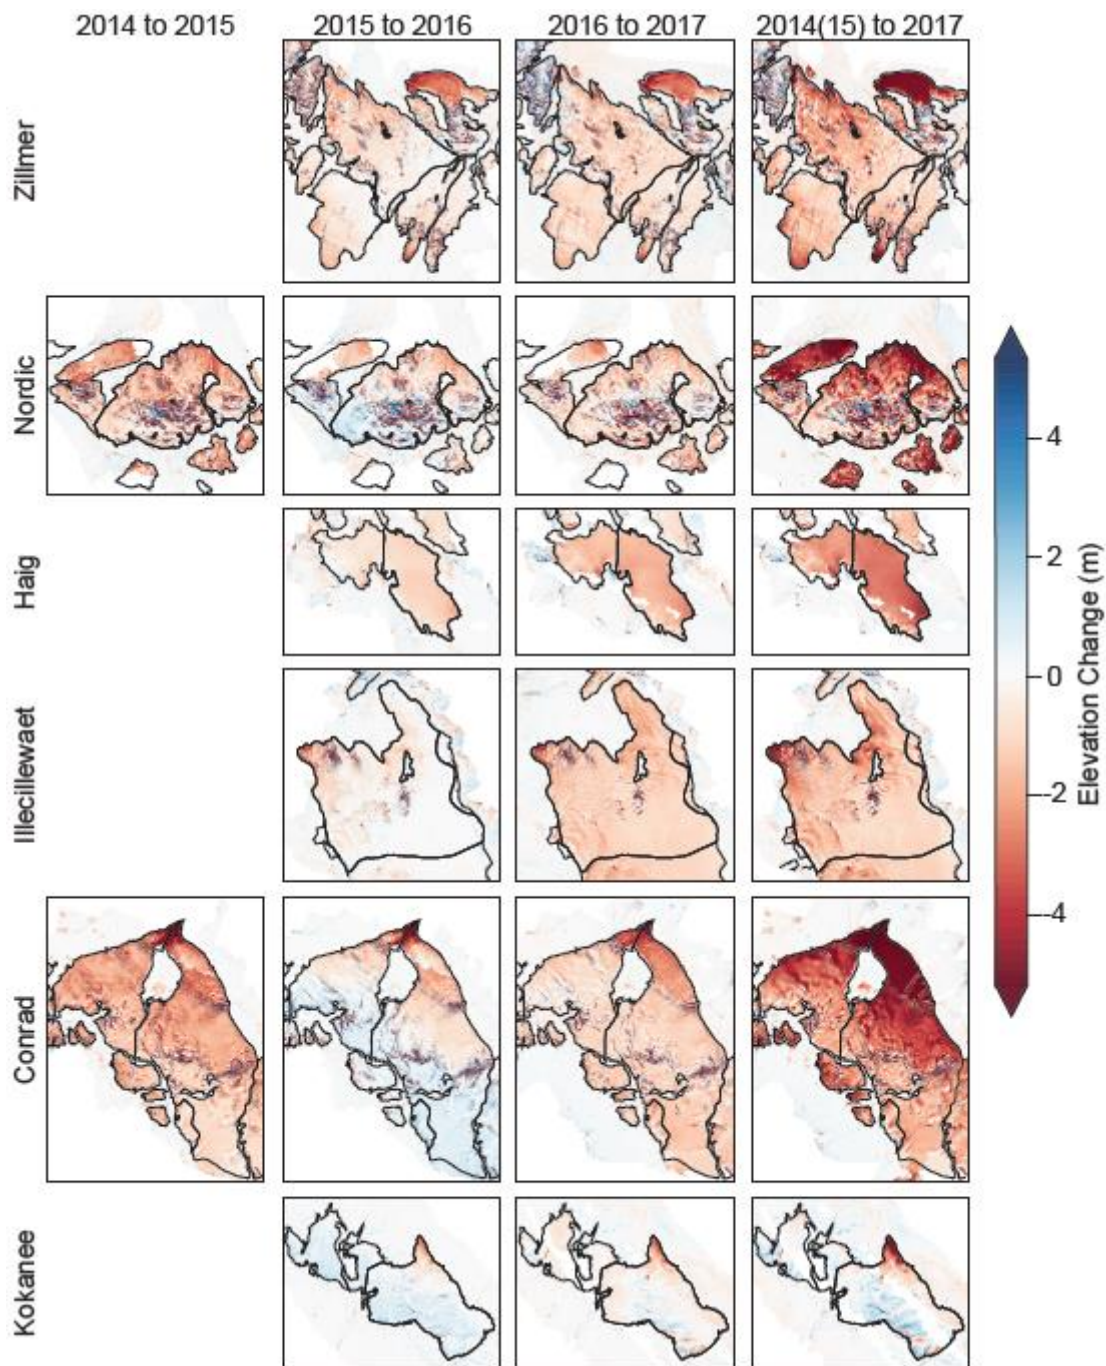 2014 to 2015
2015 to 2016
2016 to 2017
2014(15) to 2017
Zillmer
Nordic
Haig
Illecillewaet
Conrad
Kokanee
4
2
0
-2
-4
Elevation Change (m)